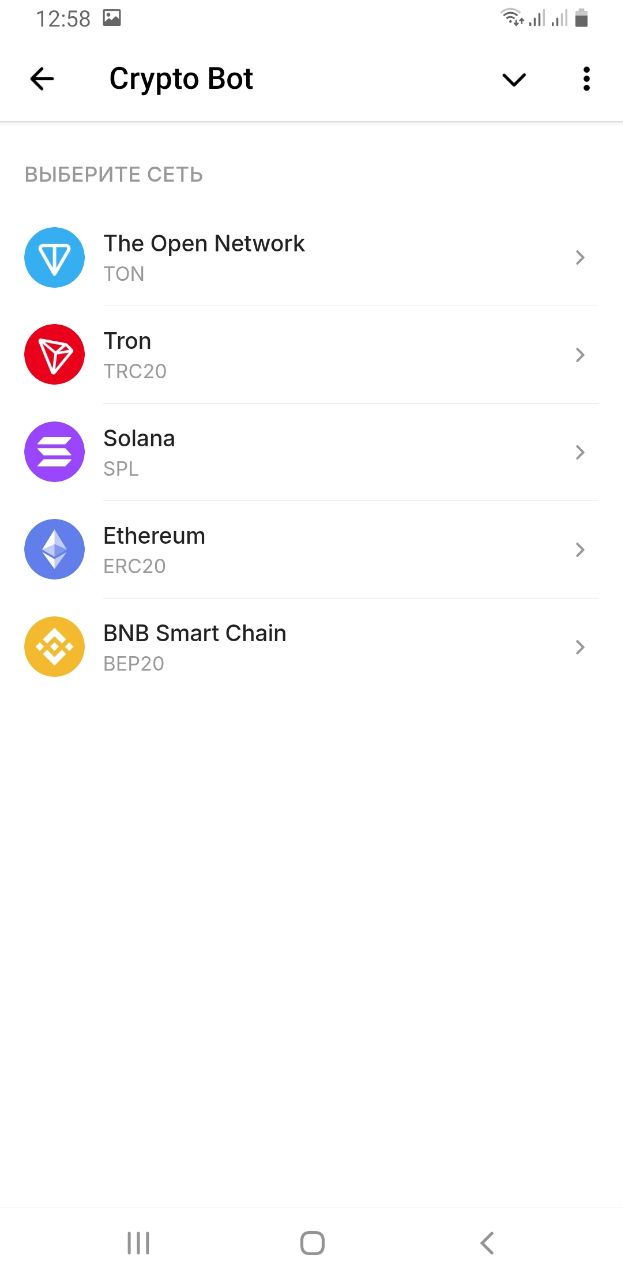 12:58
Crypto Bot
ВЫБЕРИТЕ СЕТЬ
The Open Network
TON
Tron
TRC20
Solana
SPL
Ethereum
ERC20
BNB Smart Chain
BEP20